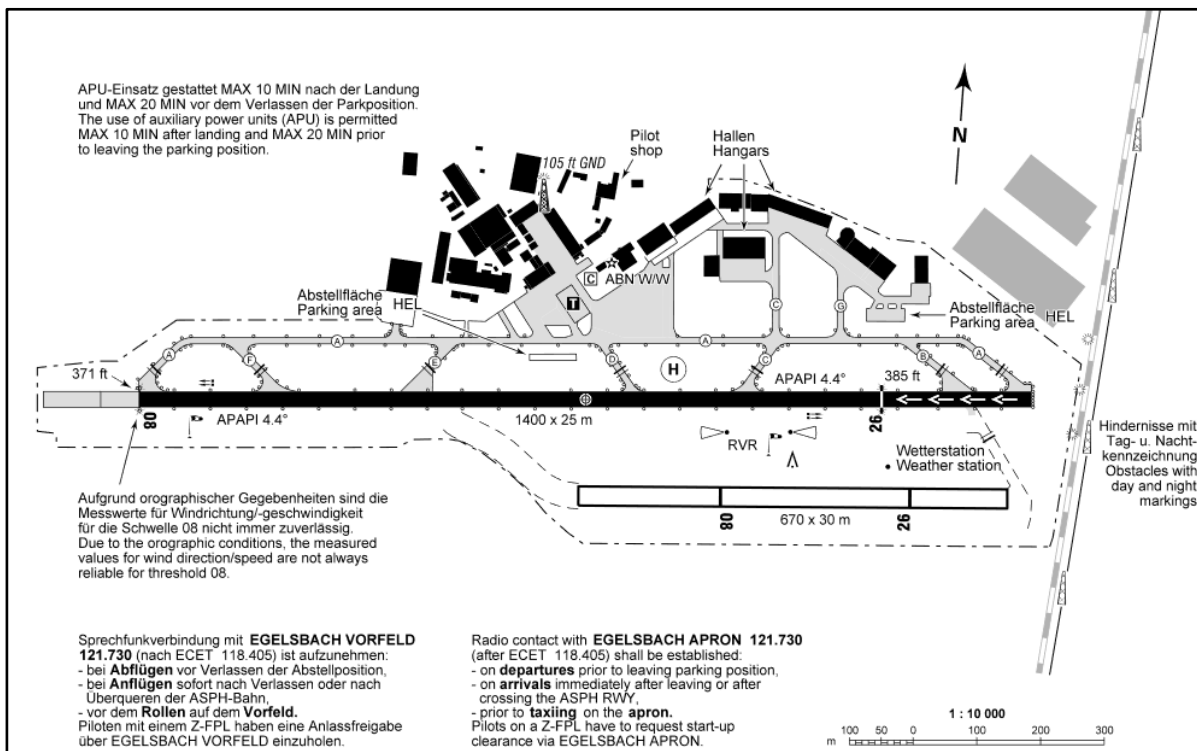 APU-Einsatz gestattet MAX 10 MIN nach der Landung
und MAX 20 MIN vor dem Verlassen der Parkposition.
The use of auxiliary power units (APU) is permitted
MAX 10 MIN after landing and MAX 20 MIN prior
to leaving the parking position.
105 ft GND
Pilot
shop
Hallen
Hangars
N
C
ABN W/W
T
Abstellfläche
Parking area
HEL
C
G
Abstellfläche
Parking area
HEL
A
F
A
E
D
H
A
C
B
A
371 ft
APAPI 4.4°
385 ft
08
APAPI 4.4°
1400 x 25 m
26
RVR
Wetterstation
Weather station
Hindernisse mit
Tag- u. Nacht-
kennzeichnung
Obstacles with
day and night
markings
08
670 x 30 m
26
Aufgrund orographischer Gegebenheiten sind die
Messwerte für Windrichtung/-geschwindigkeit
für die Schwelle 08 nicht immer zuverlässig.
Due to the orographic conditions, the measured
values for wind direction/speed are not always
reliable for threshold 08.
Sprechfunkverbindung mit EGELSBACH VORFELD
121.730 (nach ECET 118.405) ist aufzunehmen:
- bei Abflügen vor Verlassen der Abstellposition,
- bei Anflügen sofort nach Verlassen oder nach
Überqueren der ASPH-Bahn,
- vor dem Rollen auf dem Vorfeld.
Piloten mit einem Z-FPL haben eine Anlassfreigabe
über EGELSBACH VORFELD einzuholen.
Radio contact with EGELSBACH APRON 121.730
(after ECET 118.405) shall be established:
- on departures prior to leaving parking position,
- on arrivals immediately after leaving or after
crossing the ASPH RWY,
- prior to taxiing on the apron.
Pilots on a Z-FPL have to request start-up
clearance via EGELSBACH APRON.
1 : 10 000
m 100 50 0 100 200 300